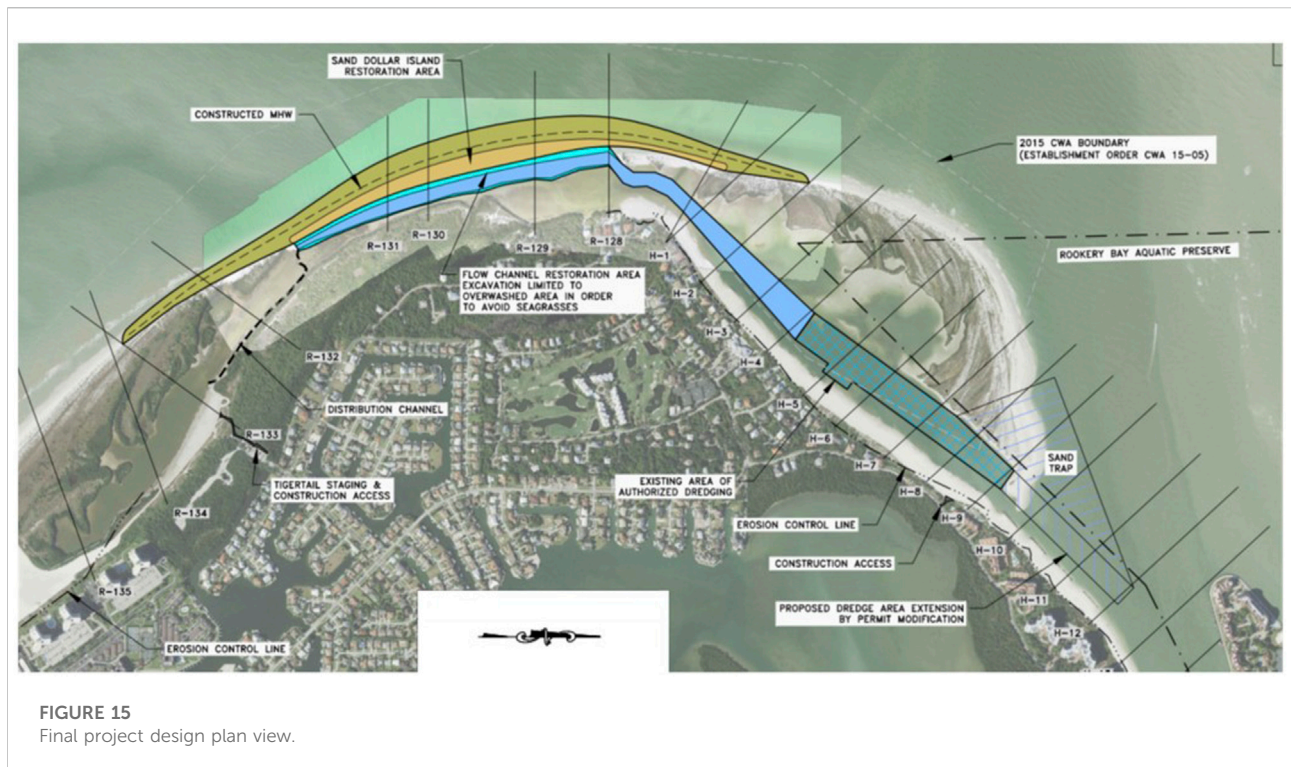 SAND DOLLAR ISLAND
RESTORATION AREA
CONSTRUCTED MHW
2015 CWA BOUNDARY
(ESTABLISHMENT ORDER CWA 15-05)
R-131
R-130
R-129
R-128
H-1
ROOKERY BAY AQUATIC PRESERVE
FLOW CHANNEL RESTORATION AREA
EXCAVATION LIMITED TO
OVERWASHED AREA IN ORDER
TO AVOID SEAGRASSES
H-2
H-3
H-4
R-132
DISTRIBUTION CHANNEL
H-5
H-6
R-133
H-7
SAND
TRAP
TIGERTAIL STAGING &
CONSTRUCTION ACCESS
EXISTING AREA OF
AUTHORIZED DREDGING
H-8
R-134
EROSION CONTROL LINE
H-9
H-10
CONSTRUCTION ACCESS
R-135
H-11
PROPOSED DREDGE AREA EXTENSION
BY PERMIT MODIFICATION
H-12
EROSION CONTROL LINE
FIGURE 15
Final project design plan view.